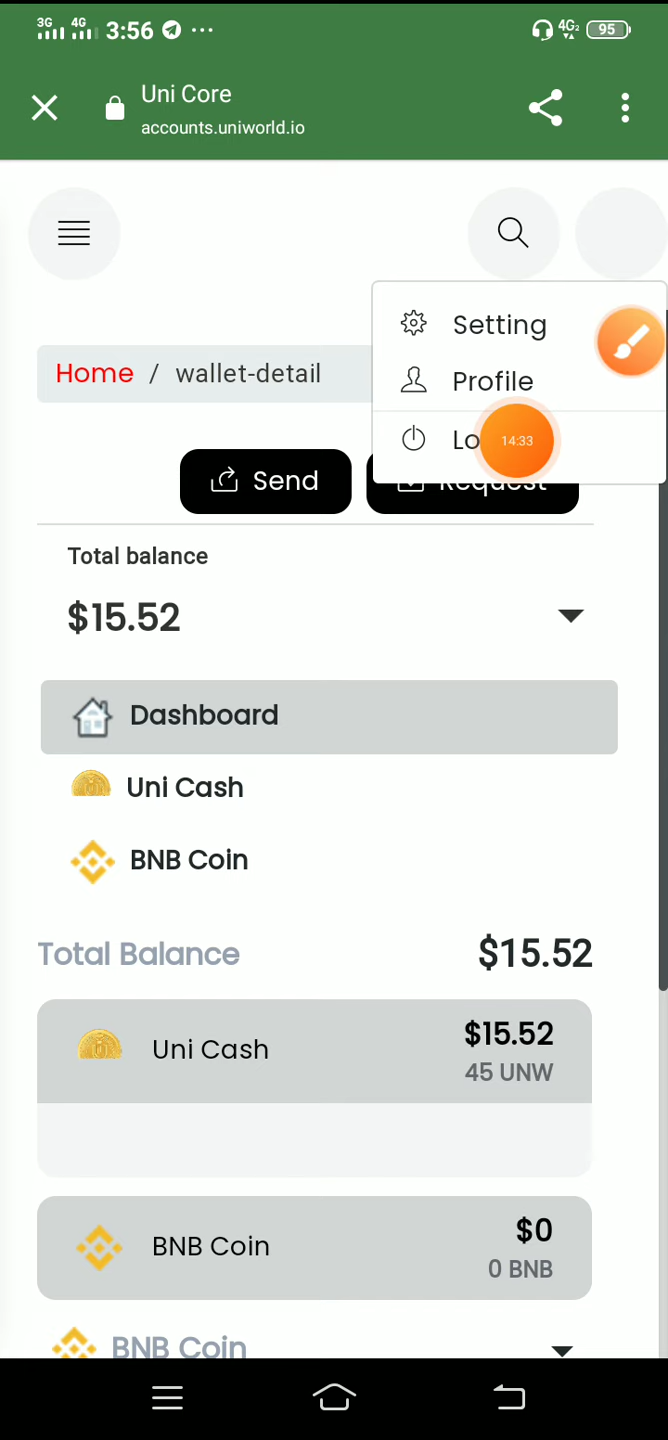 3G 4G 3:56 ... 4G2 95
Uni Core
accounts.uniworld.io
Setting
Home / wallet-detail
Profile
Lo
14:33
Send
Request
Total balance
$15.52
Dashboard
Uni Cash
BNB Coin
Total Balance $15.52
Uni Cash $15.52
45 UNW
BNB Coin $0
0 BNB
BNB Coin